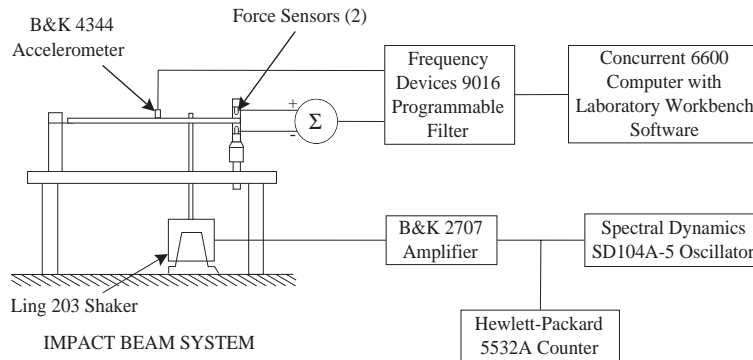 B&K 4344
Accelerometer
Force Sensors (2)
Frequency
Devices 9016
Programmable
Filter
Concurrent 6600
Computer with
Laboratory Workbench
Software
+
-
Σ
B&K 2707
Amplifier
Spectral Dynamics
SD104A-5 Oscillator
Ling 203 Shaker
Hewlett-Packard
5532A Counter
IMPACT BEAM SYSTEM